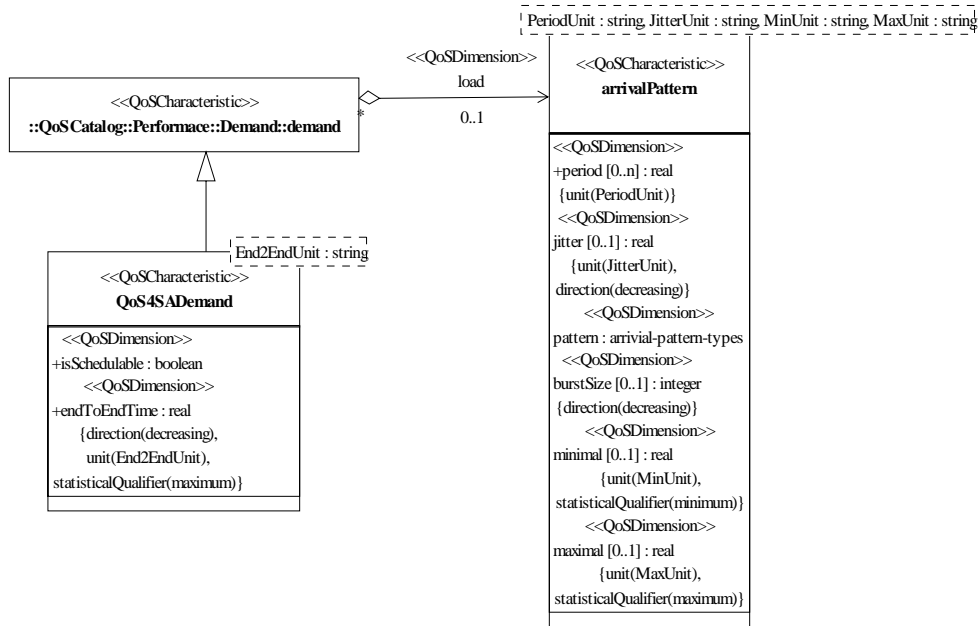 PeriodUnit : string, JitterUnit : string, MinUnit : string, MaxUnit : string
<<QoSCharacteristic>>
arrivalPattern
<<QoSDimension>>
load
0..1
*
<<QoSCharacteristic>>
::QoSCatalog::Performace::Demand::demand
End2EndUnit : string
<<QoSCharacteristic>>
QoS4SADemand
<<QoSDimension>>
+isSchedulable : boolean
<<QoSDimension>>
+endToEndTime : real
{direction(decreasing),
unit(End2EndUnit),
statisticalQualifier(maximum)}
<<QoSDimension>>
+period [0..n] : real
{unit(PeriodUnit)}
<<QoSDimension>>
jitter [0..1] : real
{unit(JitterUnit),
direction(decreasing)}
<<QoSDimension>>
pattern : arrivial-pattern-types
<<QoSDimension>>
burstSize [0..1] : integer
{direction(decreasing)}
<<QoSDimension>>
minimal [0..1] : real
{unit(MinUnit),
statisticalQualifier(minimum)}
<<QoSDimension>>
maximal [0..1] : real
{unit(MaxUnit),
statisticalQualifier(maximum)}